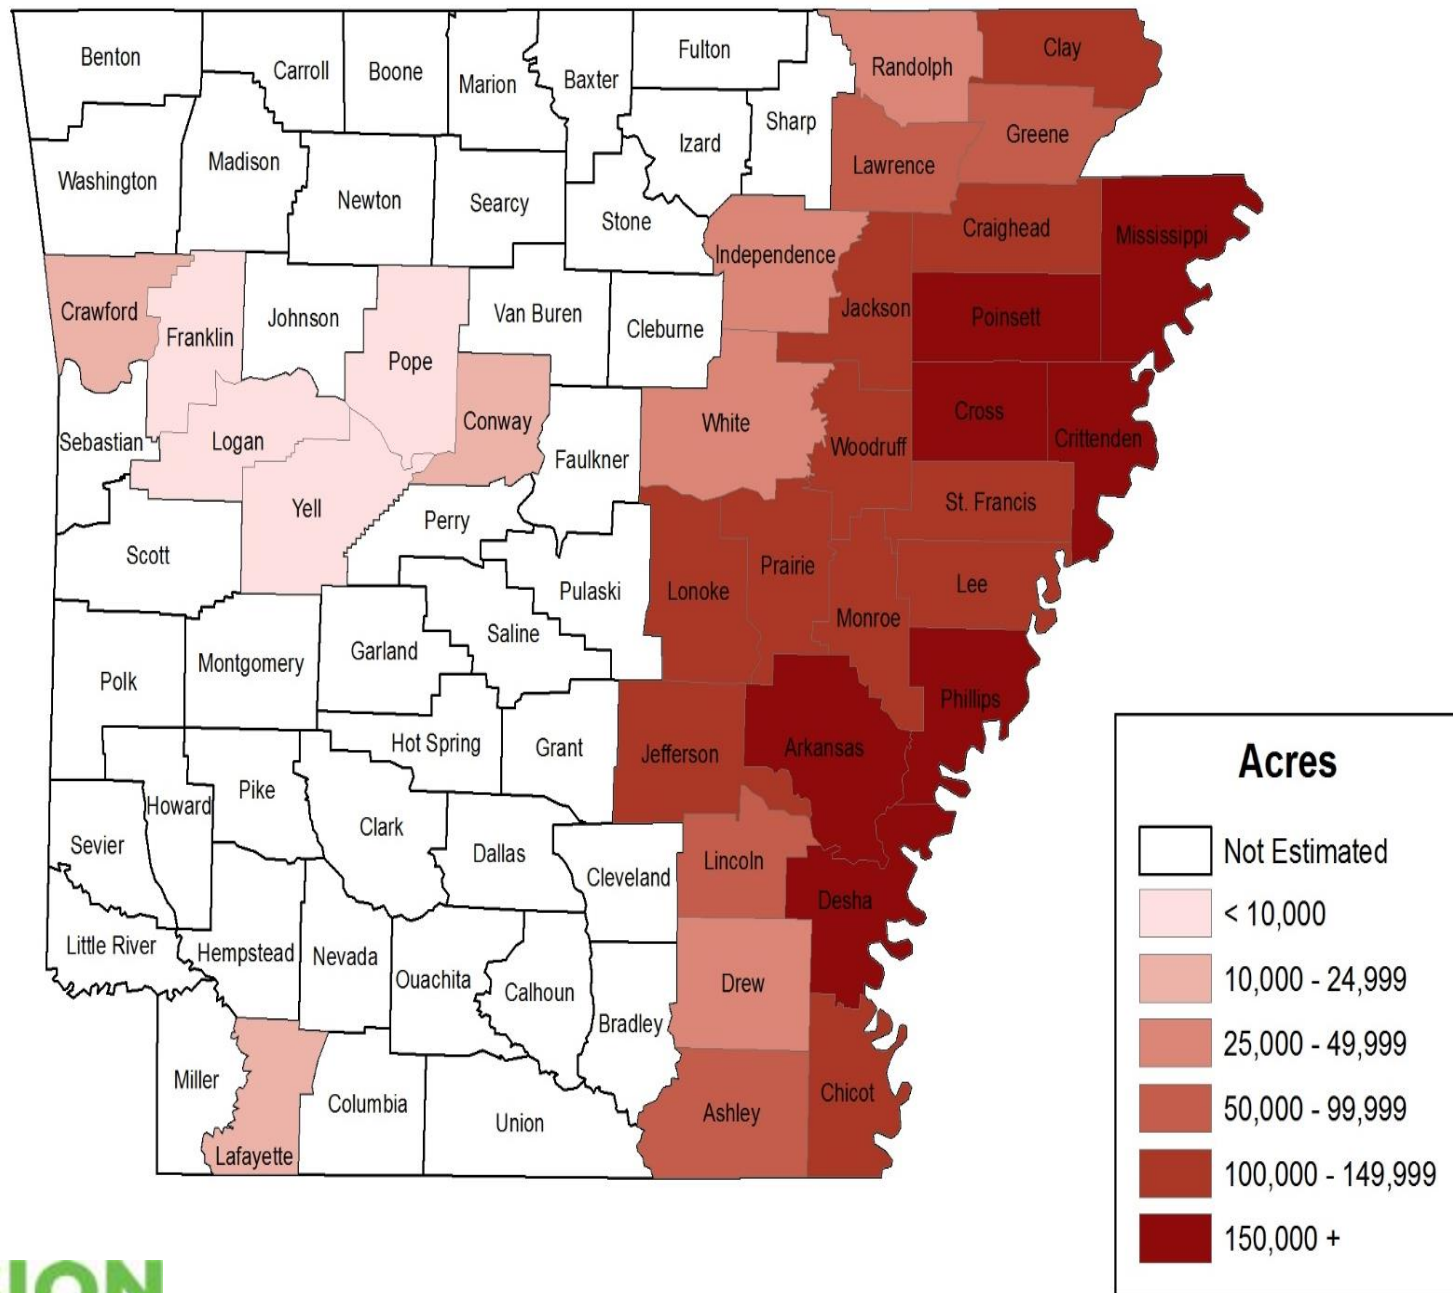 Benton
Carroll
Boone
Marion
Baxter
Fulton
Randolph
Clay
Washington
Madison
Newton
Searcy
Stone
Izard
Sharp
Lawrence
Greene
Crawford
Franklin
Johnson
Pope
Van Buren
Cleburne
Independence
Jackson
Craighead
Mississippi
Poinsett
Sebastian
Logan
Conway
Faulkner
White
Woodruff
Cross
Crittenden
Scott
Yell
Perry
Pulaski
Lonoke
Prairie
Monroe
St. Francis
Lee
Polk
Montgomery
Garland
Saline
Hot Spring
Grant
Jefferson
Arkansas
Phillips
Sevier
Howard
Pike
Clark
Dallas
Cleveland
Lincoln
Desha
Little River
Hempstead
Nevada
Ouachita
Calhoun
Bradley
Drew
Miller
Lafayette
Columbia
Union
Ashley
Chicot
Acres
Not Estimated
< 10,000
10,000 - 24,999
25,000 - 49,999
50,000 - 99,999
100,000 - 149,999
150,000 +